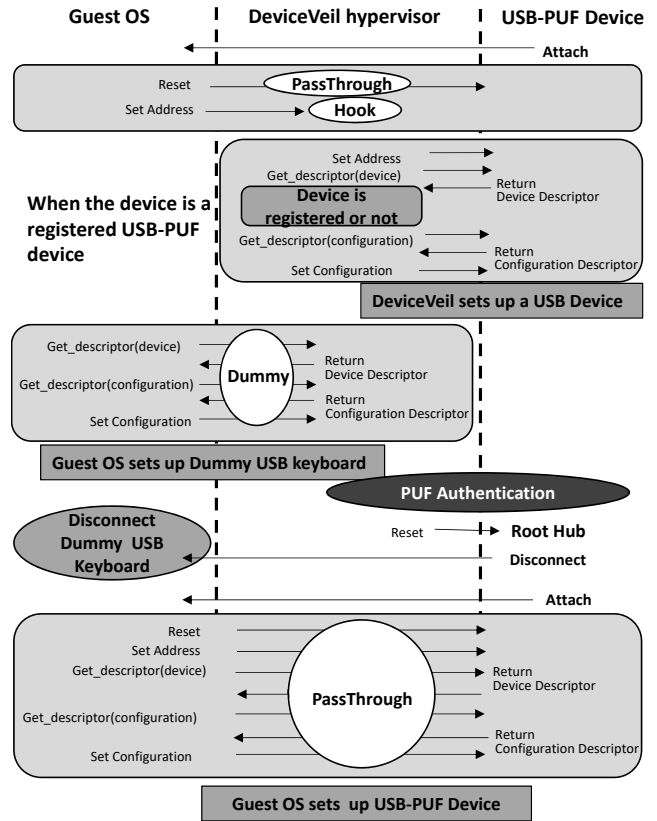 Guest OS
DeviceVeil hypervisor
USB-PUF Device
Attach
Reset
PassThrough
Set Address
Hook
Set Address
Get_descriptor(device)
Return
Device Descriptor
Device is
registered or not
When the device is a
registered USB-PUF
device
Get_descriptor(configuration)
Return
Configuration Descriptor
Set Configuration
DeviceVeil sets up a USB Device
Get_descriptor(device)
Return
Device Descriptor
Dummy
Get_descriptor(configuration)
Return
Configuration Descriptor
Set Configuration
Guest OS sets up Dummy USB keyboard
PUF Authentication
Disconnect
Dummy USB
Keyboard
Reset
Root Hub
Disconnect
Attach
Reset
Set Address
Get_descriptor(device)
Return
Device Descriptor
PassThrough
Get_descriptor(configuration)
Return
Configuration Descriptor
Set Configuration
Guest OS sets up USB-PUF Device